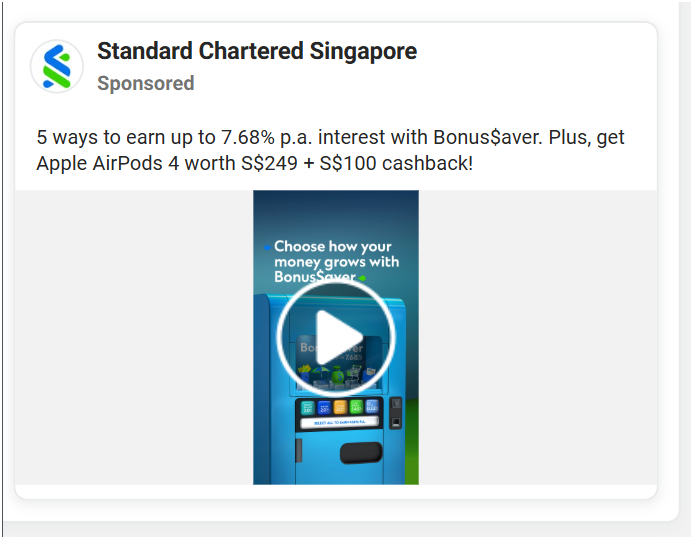 Standard Chartered Singapore
Sponsored
5 ways to earn up to 7.68% p.a. interest with Bonus$aver. Plus, get
Apple AirPods 4 worth S$249 + S$100 cashback!
Choose how your
money grows with
Bonus$aver